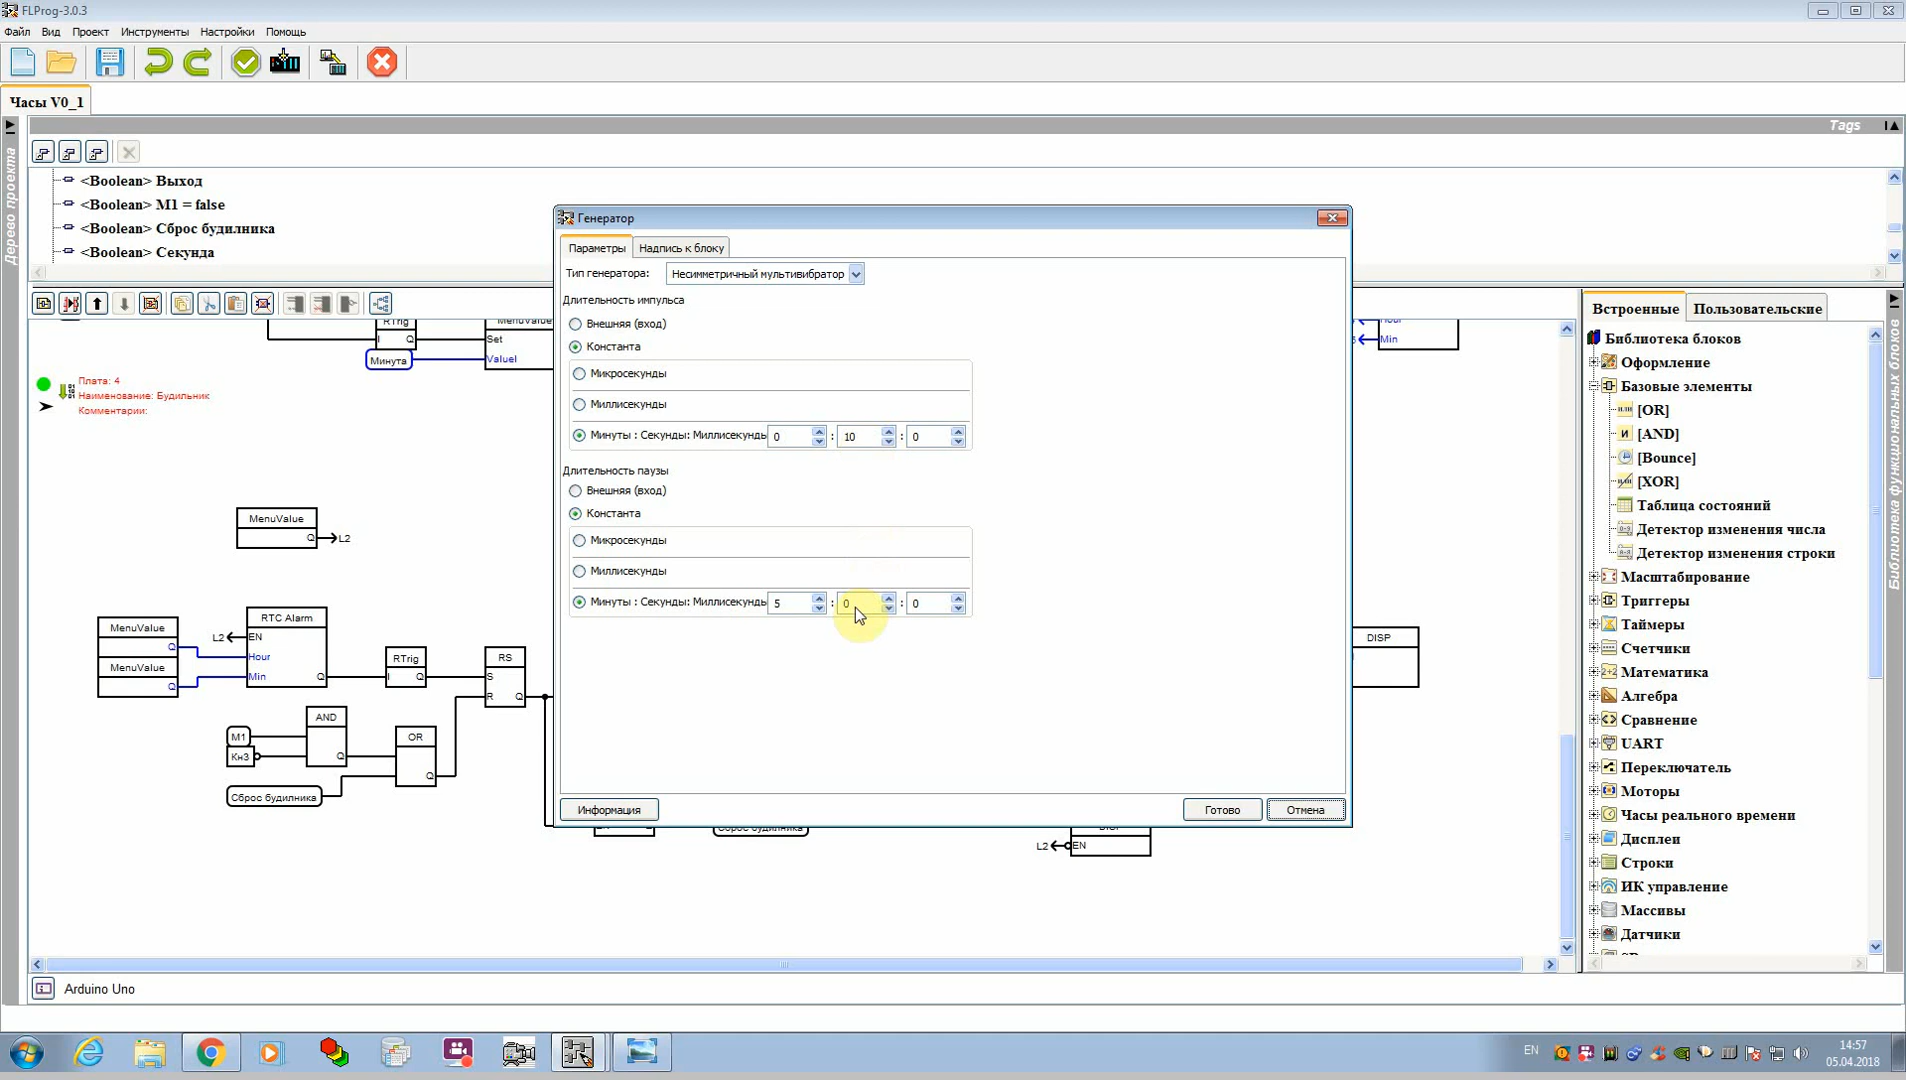 FLProg-3.0.3
Файл Вид Проект Инструменты Настройки Помощь
Часы V0_1
Tags
Дерево проекта
<Boolean> Выход
<Boolean> M1 = false
<Boolean> Сброс будильника
<Boolean> Секунда
RTrig
I Q
Минута
MenuValue
Set
Valuel
Плата: 4
Наименование: Будильник
Комментарии:
MenuValue
Q L2
MenuValue
Q
MenuValue
Q
L2
RTC Alarm
EN
Hour
Min Q
RTrig
I Q
RS
S
R Q
M1
Кн3
AND
Q
OR
Q
Сброс будильника
Генератор
Параметры Надпись к блоку
Тип генератора: Несимметричный мультивибратор
Длительность импульса
Внешняя (вход)
Константа
Микросекунды
Миллисекунды
Минуты : Секунды: Миллисекунды 0 : 10 : 0
Длительность паузы
Внешняя (вход)
Константа
Микросекунды
Миллисекунды
Минуты : Секунды: Миллисекунды 5 : 0 : 0
Информация Готово Отмена
Min
DISP
Сброс будильника
L2 EN
Встроенные Пользовательские
Библиотека блоков
Оформление
Базовые элементы
[OR]
[AND]
[Bounce]
[XOR]
Таблица состояний
Детектор изменения числа
Детектор изменения строки
Масштабирование
Триггеры
Таймеры
Счетчики
Математика
Алгебра
Сравнение
UART
Переключатель
Моторы
Часы реального времени
Дисплеи
Строки
ИК управление
Массивы
Датчики
Библиотека функциональных блоков
Arduino Uno
EN
14:57
05.04.2018